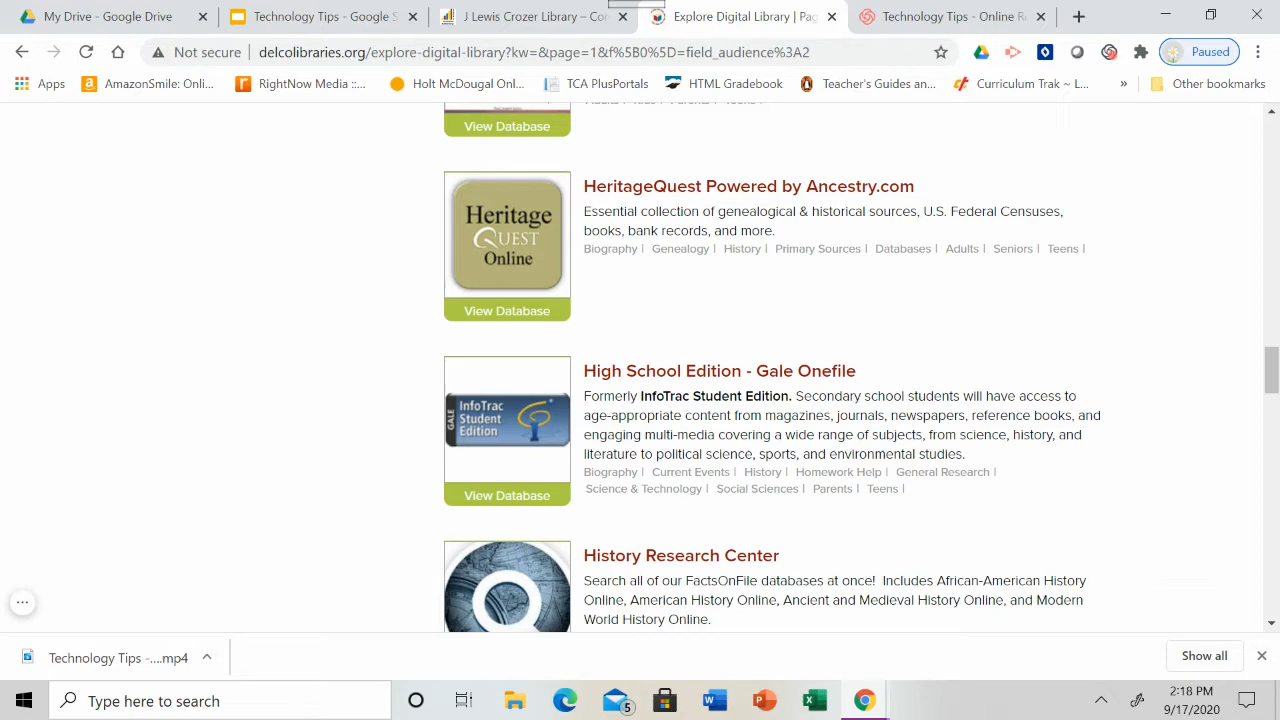 My Drive - Google Drive
Technology Tips - Google S
Lewis Crozer Library – Con
Explore Digital Library | Pag
Technology Tips - Online Re
Not secure
delcolibraries.org/explore-digital-library?kw=&page=1&f%5B0%5D=field_audience%3A2
Paused
Apps
AmazonSmile: Onli...
RightNow Media ::...
Holt McDougal Onl...
TCA PlusPortals
HTML Gradebook
Teacher's Guides an...
Curriculum Trak ~ L...
»
Other bookmarks
Adults | Kids | Parents | Teens |
View Database
Heritage
Quest
Online
View Database
HeritageQuest Powered by Ancestry.com
Essential collection of genealogical & historical sources, U.S. Federal Censuses,
books, bank records, and more.
Biography | Genealogy | History | Primary Sources | Databases | Adults | Seniors | Teens |
GALE
InfoTrac
Student
Edition
View Database
High School Edition - Gale Onefile
Formerly InfoTrac Student Edition. Secondary school students will have access to
age-appropriate content from magazines, journals, newspapers, reference books, and
engaging multi-media covering a wide range of subjects, from science, history, and
literature to political science, sports, and environmental studies.
Biography | Current Events | History | Homework Help | General Research |
Science & Technology | Social Sciences | Parents | Teens |
History Research Center
Search all of our FactsOnFile databases at once! Includes African-American History
Online, American History Online, Ancient and Medieval History Online, and Modern
World History Online.
Technology Tips -....mp4
Show all
Type here to search
5
2:18 PM
9/17/2020